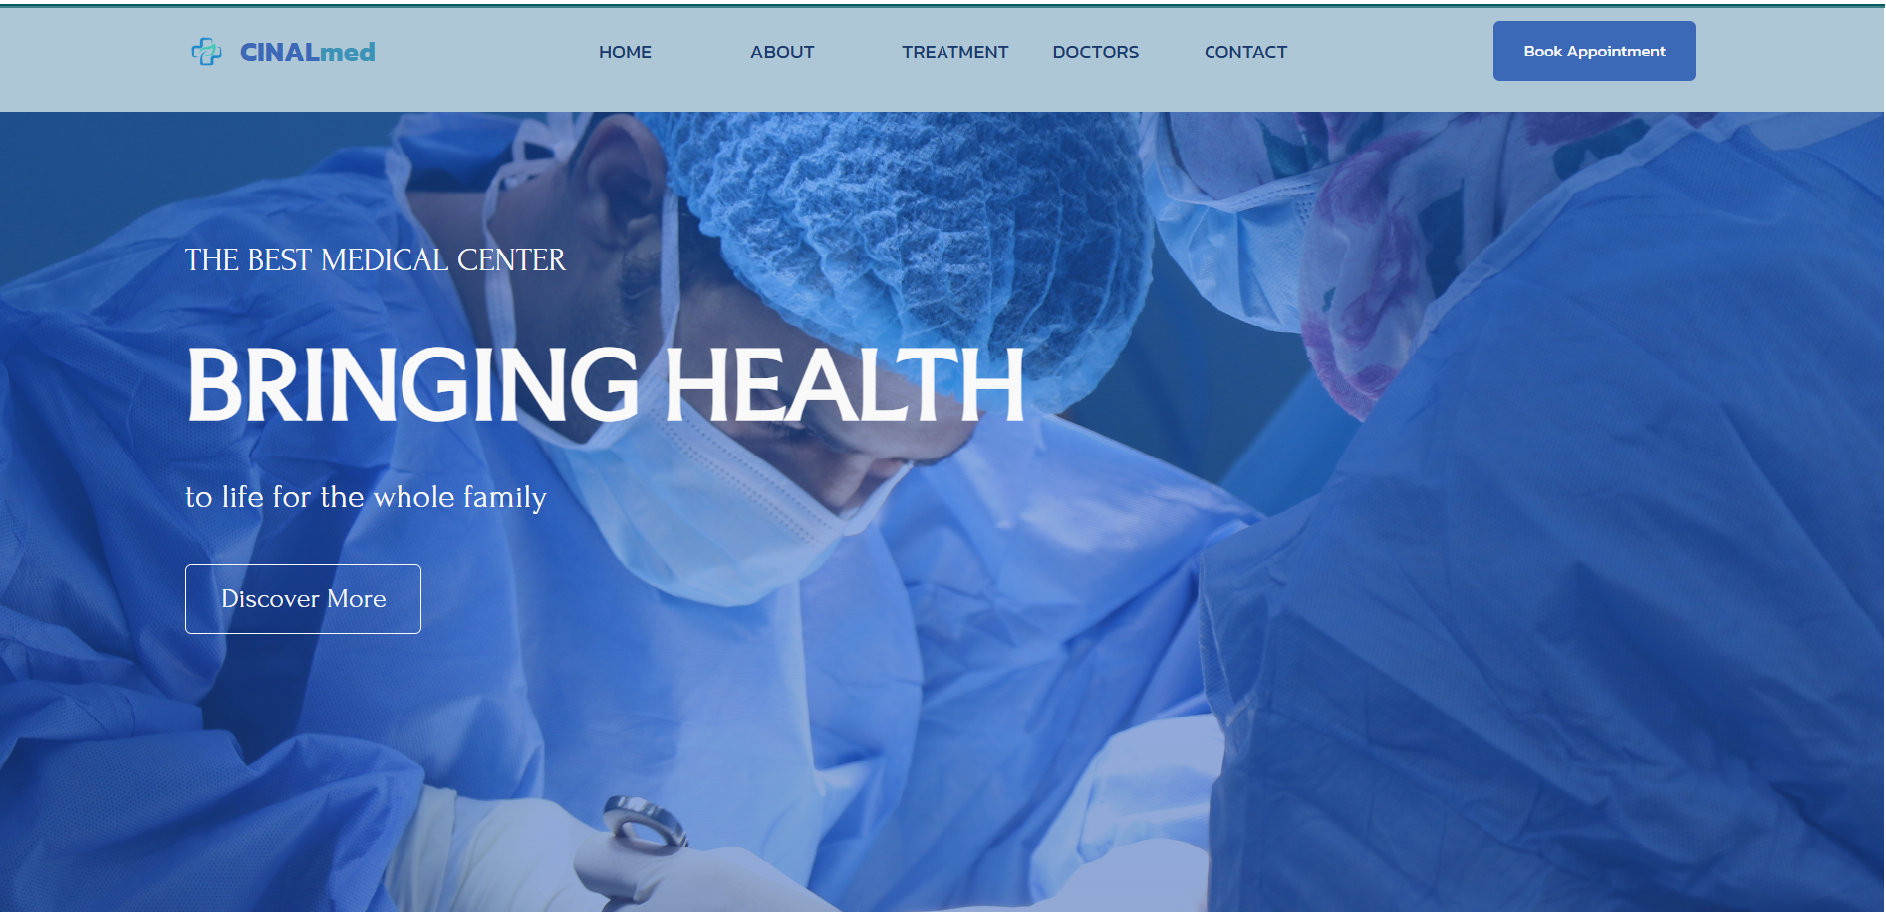 CINALmed
HOME ABOUT TREATMENT DOCTORS CONTACT
Book Appointment
THE BEST MEDICAL CENTER
BRINGING HEALTH
to life for the whole family
Discover More